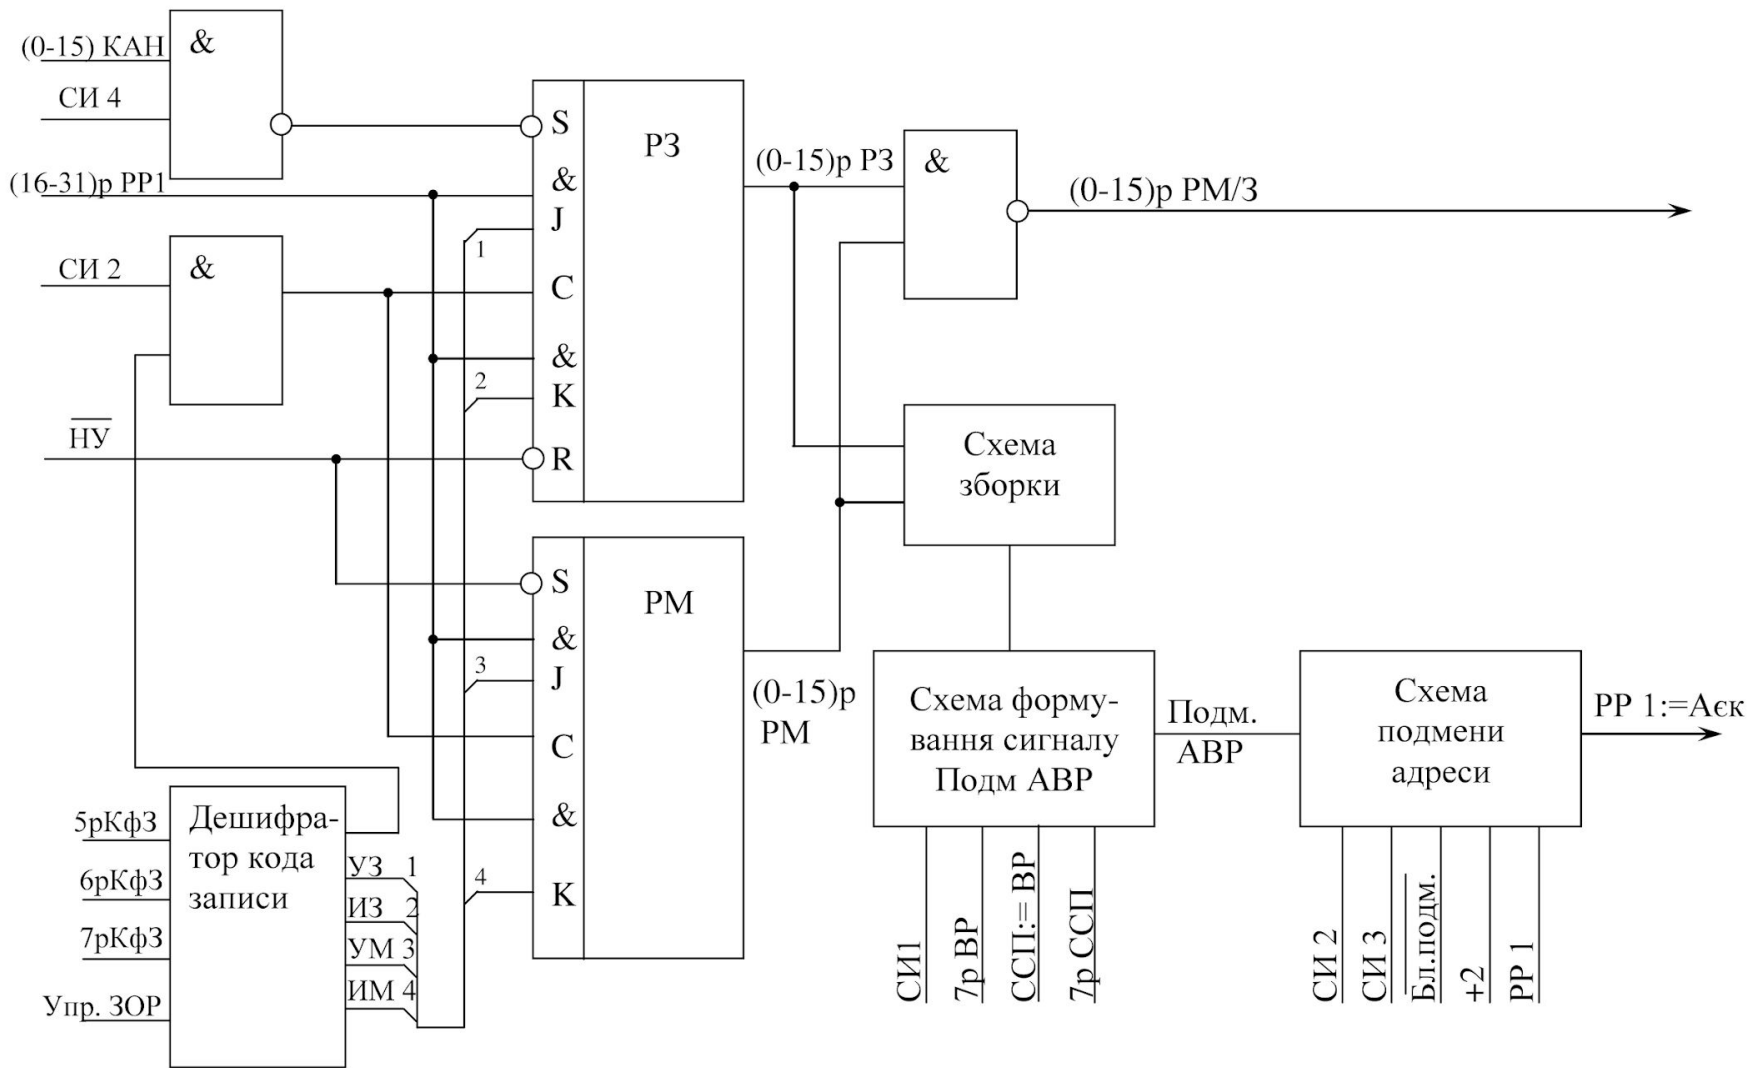 (0-15) КАН
&
СИ 4
(16-31)р РР1
СИ 2
&
НУ
S
&
J
C
&
K
R
РЗ
1
2
(0-15)р РЗ
&
(0-15)р РМ/З
Схема
зборки
S
&
J
C
&
K
РМ
3
4
(0-15)р
РМ
Схема форму-
вання сигналу
Подм АВР
Подм.
АВР
Схема
подмени
адреси
РР 1:=Аєк
5рКфЗ
6рКфЗ
7рКфЗ
Упр. ЗОР
Дешифра-
тор кода
записи
УЗ 1
ИЗ 2
УМ 3
ИМ 4
СИ1
7р ВР
ССП:= ВР
7р ССП
СИ 2
СИ 3
Бл.подм.
+2
РР 1